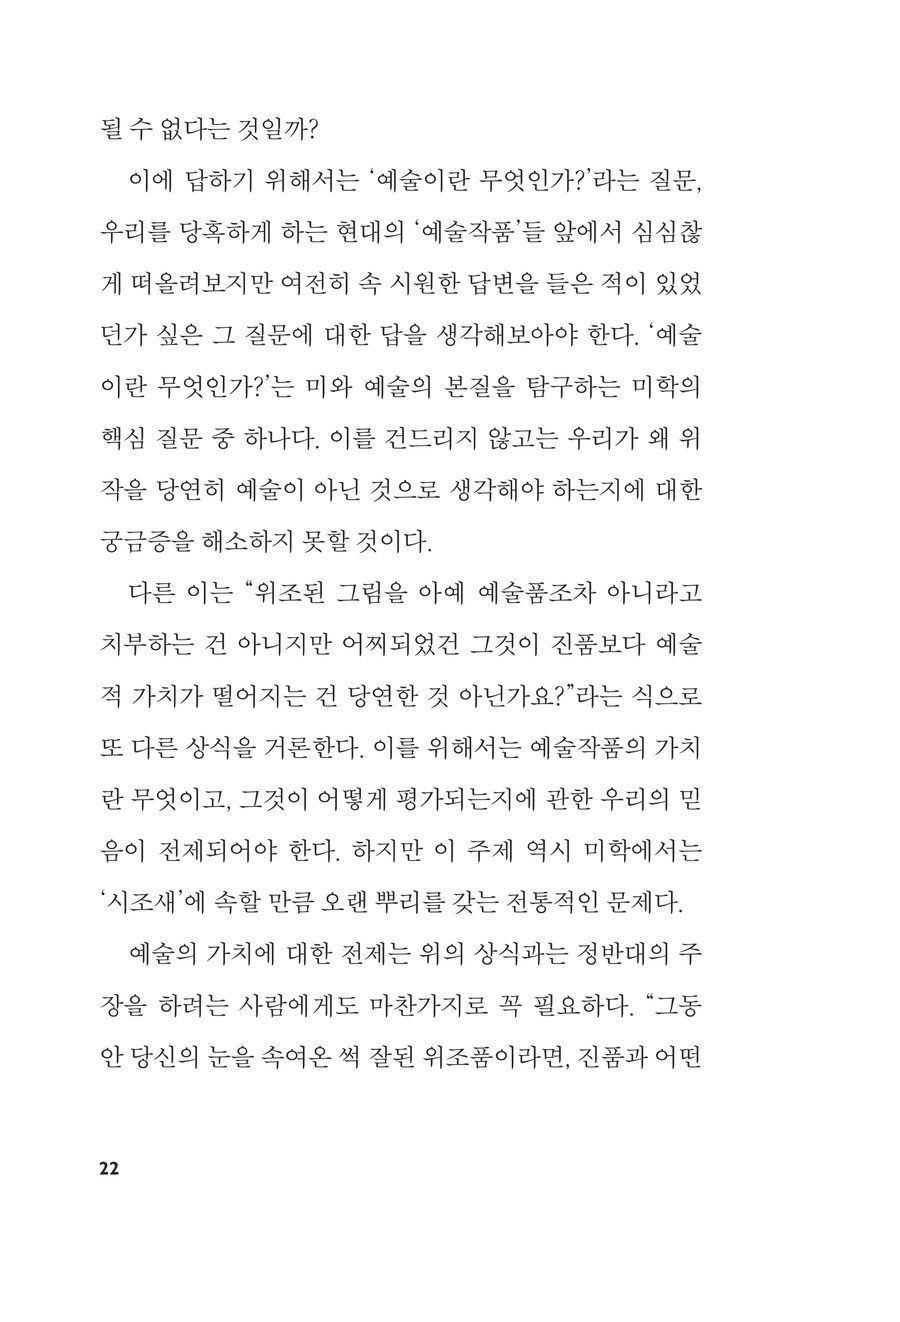 될 수 없다는 것일까?
이에 답하기 위해서는 ‘예술이란 무엇인가?’라는 질문,
우리를 당혹하게 하는 현대의 ‘예술작품’들 앞에서 심심찮
게 떠올려보지만 여전히 속 시원한 답변을 들은 적이 있었
던가 싶은 그 질문에 대한 답을 생각해보아야 한다. ‘예술
이란 무엇인가?’는 미와 예술의 본질을 탐구하는 미학의
핵심 질문 중 하나다. 이를 건드리지 않고는 우리가 왜 위
작을 당연히 예술이 아닌 것으로 생각해야 하는지에 대한
궁금증을 해소하지 못할 것이다.
다른 이는 “위조된 그림을 아예 예술품조차 아니라고
치부하는 건 아니지만 어찌되었건 그것이 진품보다 예술
적 가치가 떨어지는 건 당연한 것 아닌가요?”라는 식으로
또 다른 상식을 거론한다. 이를 위해서는 예술작품의 가치
란 무엇이고, 그것이 어떻게 평가되는지에 관한 우리의 믿
음이 전제되어야 한다. 하지만 이 주제 역시 미학에서는
‘시조새’에 속할 만큼 오랜 뿌리를 갖는 전통적인 문제다.
예술의 가치에 대한 전제는 위의 상식과는 정반대의 주
장을 하려는 사람에게도 마찬가지로 꼭 필요하다. “그동
안 당신의 눈을 속여온 썩 잘된 위조품이라면, 진품과 어떤
22